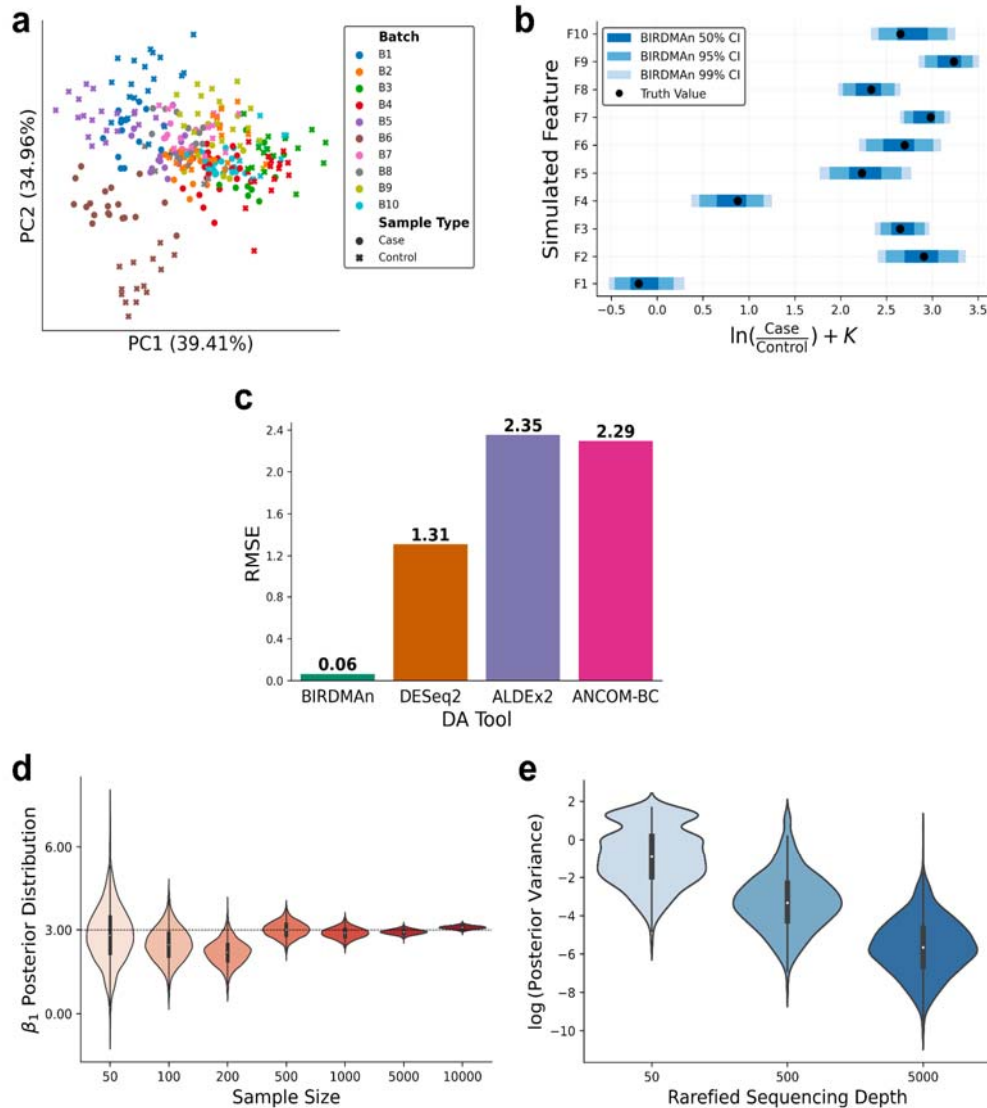 a
PC2 (34.96%)
PC1 (39.41%)
Batch
B1
B2
B3
B4
B5
B6
B7
B8
B9
B10
Sample Type
Case
Control
b
Simulated Feature
F10
F9
F8
F7
F6
F5
F4
F3
F2
F1
BIRDMAn 50% CI
BIRDMAn 95% CI
BIRDMAn 99% CI
Truth Value
−0.5 0.0 0.5 1.0 1.5 2.0 2.5 3.0 3.5
ln(Case/Control) + K
c
RMSE
2.4
2.0
1.6
1.2
0.8
0.4
0.0
0.06
1.31
2.35
2.29
BIRDMAn DESeq2 ALDEx2 ANCOM-BC
DA Tool
d
β₁ Posterior Distribution
6.00
3.00
0.00
50 100 200 500 1000 5000 10000
Sample Size
e
log (Posterior Variance)
2
0
−2
−4
−6
−8
−10
50 500 5000
Rarefied Sequencing Depth